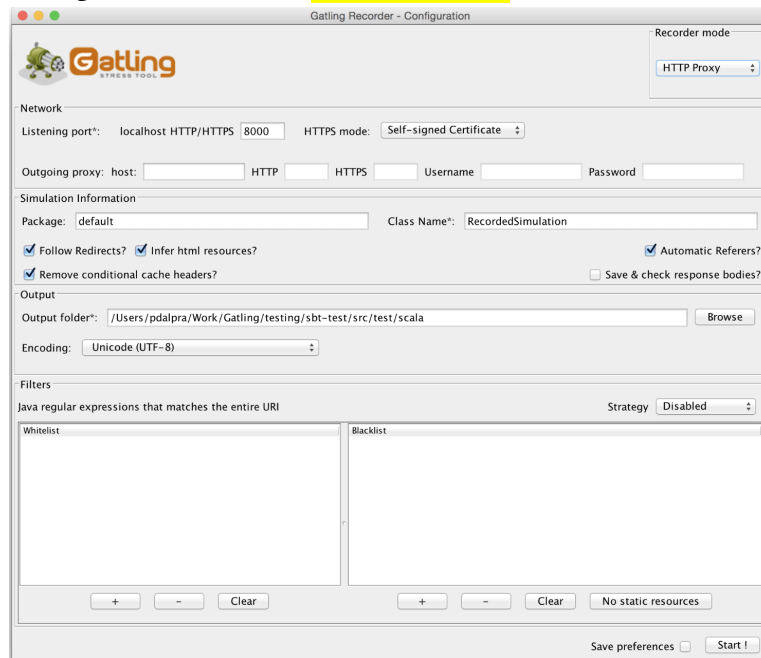 Gatling Recorder - Configuration
Recorder mode
Gatling
STRESS TOOL
HTTP Proxy
Network
Listening port*: localhost HTTP/HTTPS 8000 HTTPS mode: Self-signed Certificate
Outgoing proxy: host: HTTP HTTPS Username Password
Simulation Information
Package: default Class Name*: RecordedSimulation
Follow Redirects? Infer html resources? Automatic Referers?
Remove conditional cache headers? Save & check response bodies?
Output
Output folder*: /Users/pdalpra/Work/Gatling/testing/sbt-test/src/test/scala Browse
Encoding: Unicode (UTF-8)
Filters
Java regular expressions that matches the entire URI Strategy Disabled
Whitelist Blacklist
+ - Clear + - Clear No static resources
Save preferences Start !